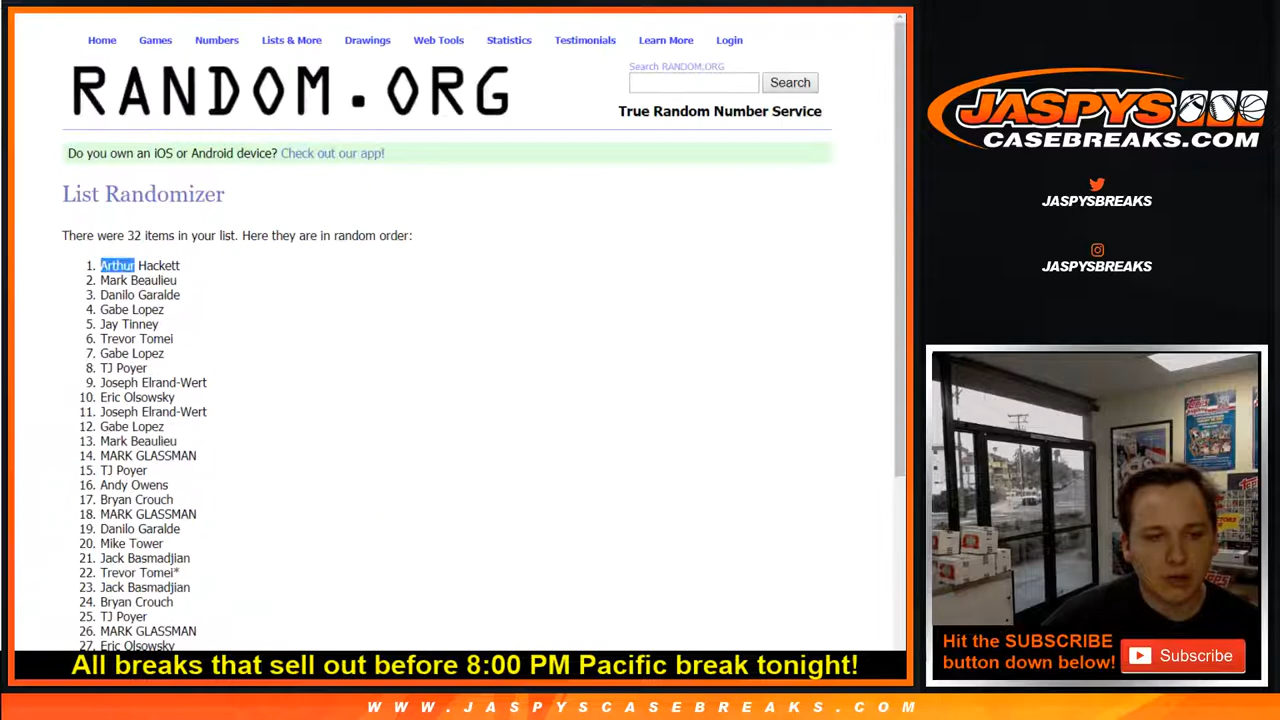 Home Games Numbers Lists & More Drawings Web Tools Statistics Testimonials Learn More Login
RANDOM.ORG
Search RANDOM.ORG
Search
True Random Number Service
Do you own an iOS or Android device? Check out our app!
List Randomizer
There were 32 items in your list. Here they are in random order:
1. Arthur Hackett
2. Mark Beaulieu
3. Danilo Garalde
4. Gabe Lopez
5. Jay Tinney
6. Trevor Tomei
7. Gabe Lopez
8. TJ Poyer
9. Joseph Elrand-Wert
10. Eric Olsowsky
11. Joseph Elrand-Wert
12. Gabe Lopez
13. Mark Beaulieu
14. MARK GLASSMAN
15. TJ Poyer
16. Andy Owens
17. Bryan Crouch
18. MARK GLASSMAN
19. Danilo Garalde
20. Mike Tower
21. Jack Basmadjian
22. Trevor Tomei*
23. Jack Basmadjian
24. Bryan Crouch
25. TJ Poyer
26. MARK GLASSMAN
27. Eric Olsowsky
All breaks that sell out before 8:00 PM Pacific break tonight!
JASPYS
CASEBREAKS.COM
JASPYSBREAKS
JASPYSBREAKS
Hit the SUBSCRIBE
button down below!
Subscribe
WWW.JASPYSCASEBREAKS.COM